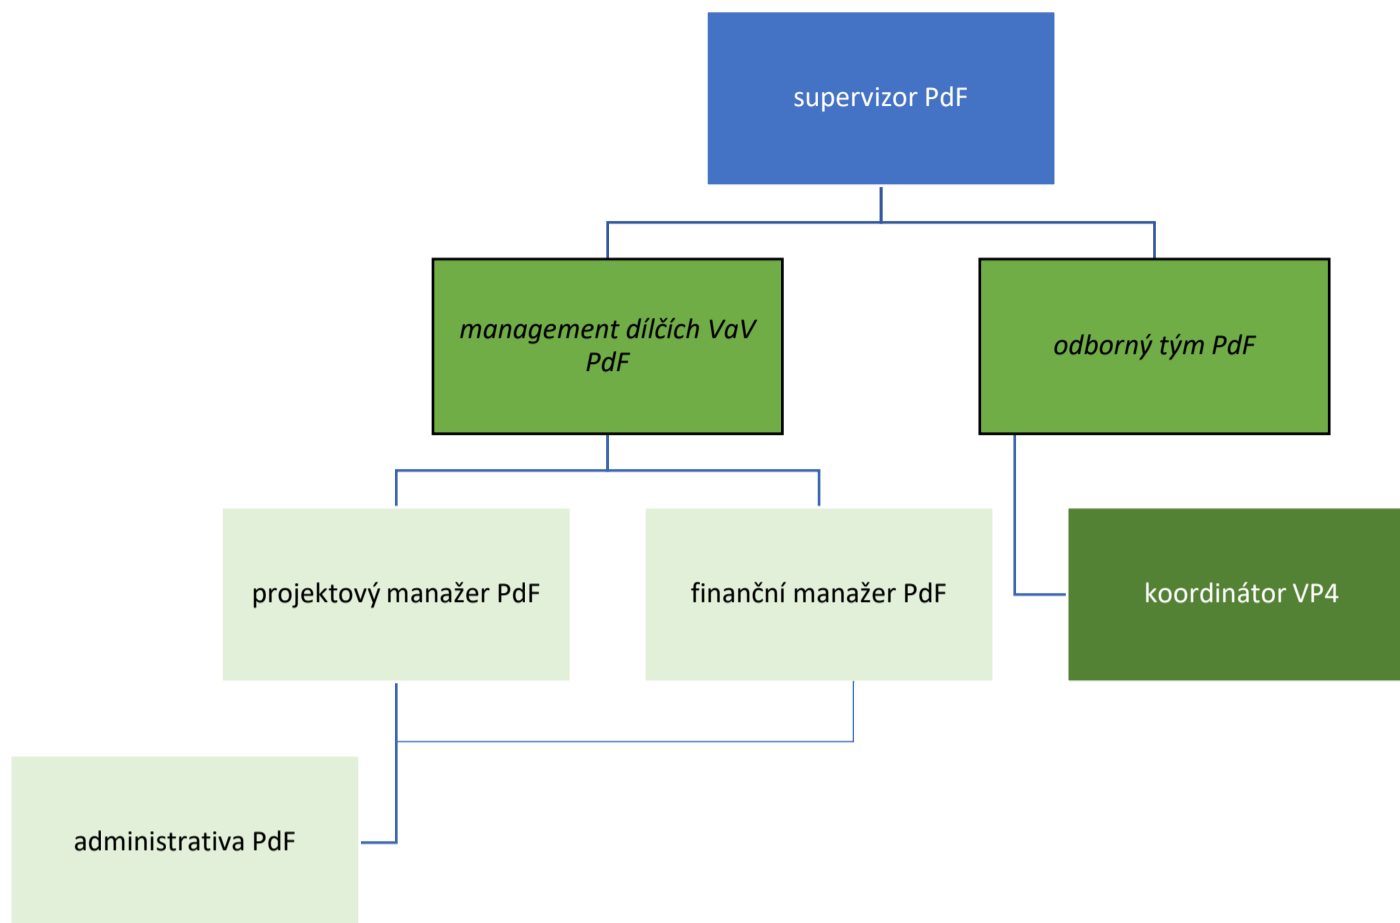 supervizor PdF
management dílčích VaV
PdF
odborný tým PdF
projektový manažer PdF
finanční manažer PdF
koordinátor VP4
administrativa PdF